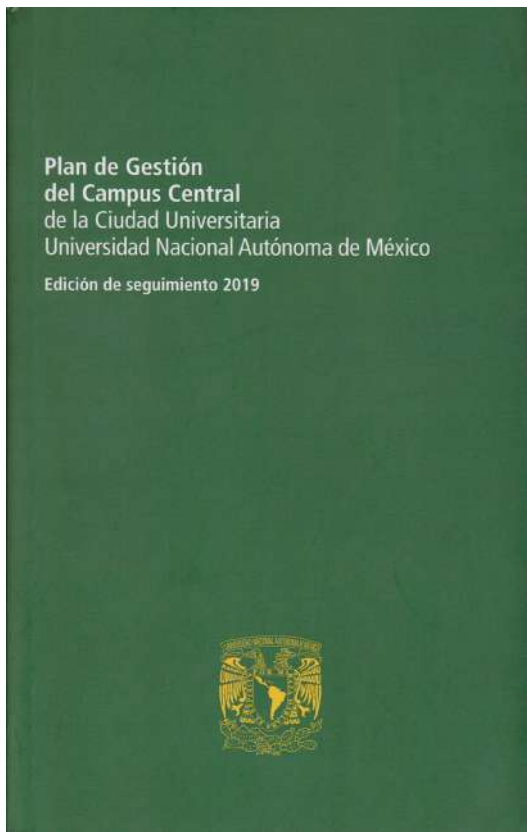 Plan de Gestión
del Campus Central
de la Ciudad Universitaria
Universidad Nacional Autónoma de México
Edición de seguimiento 2019